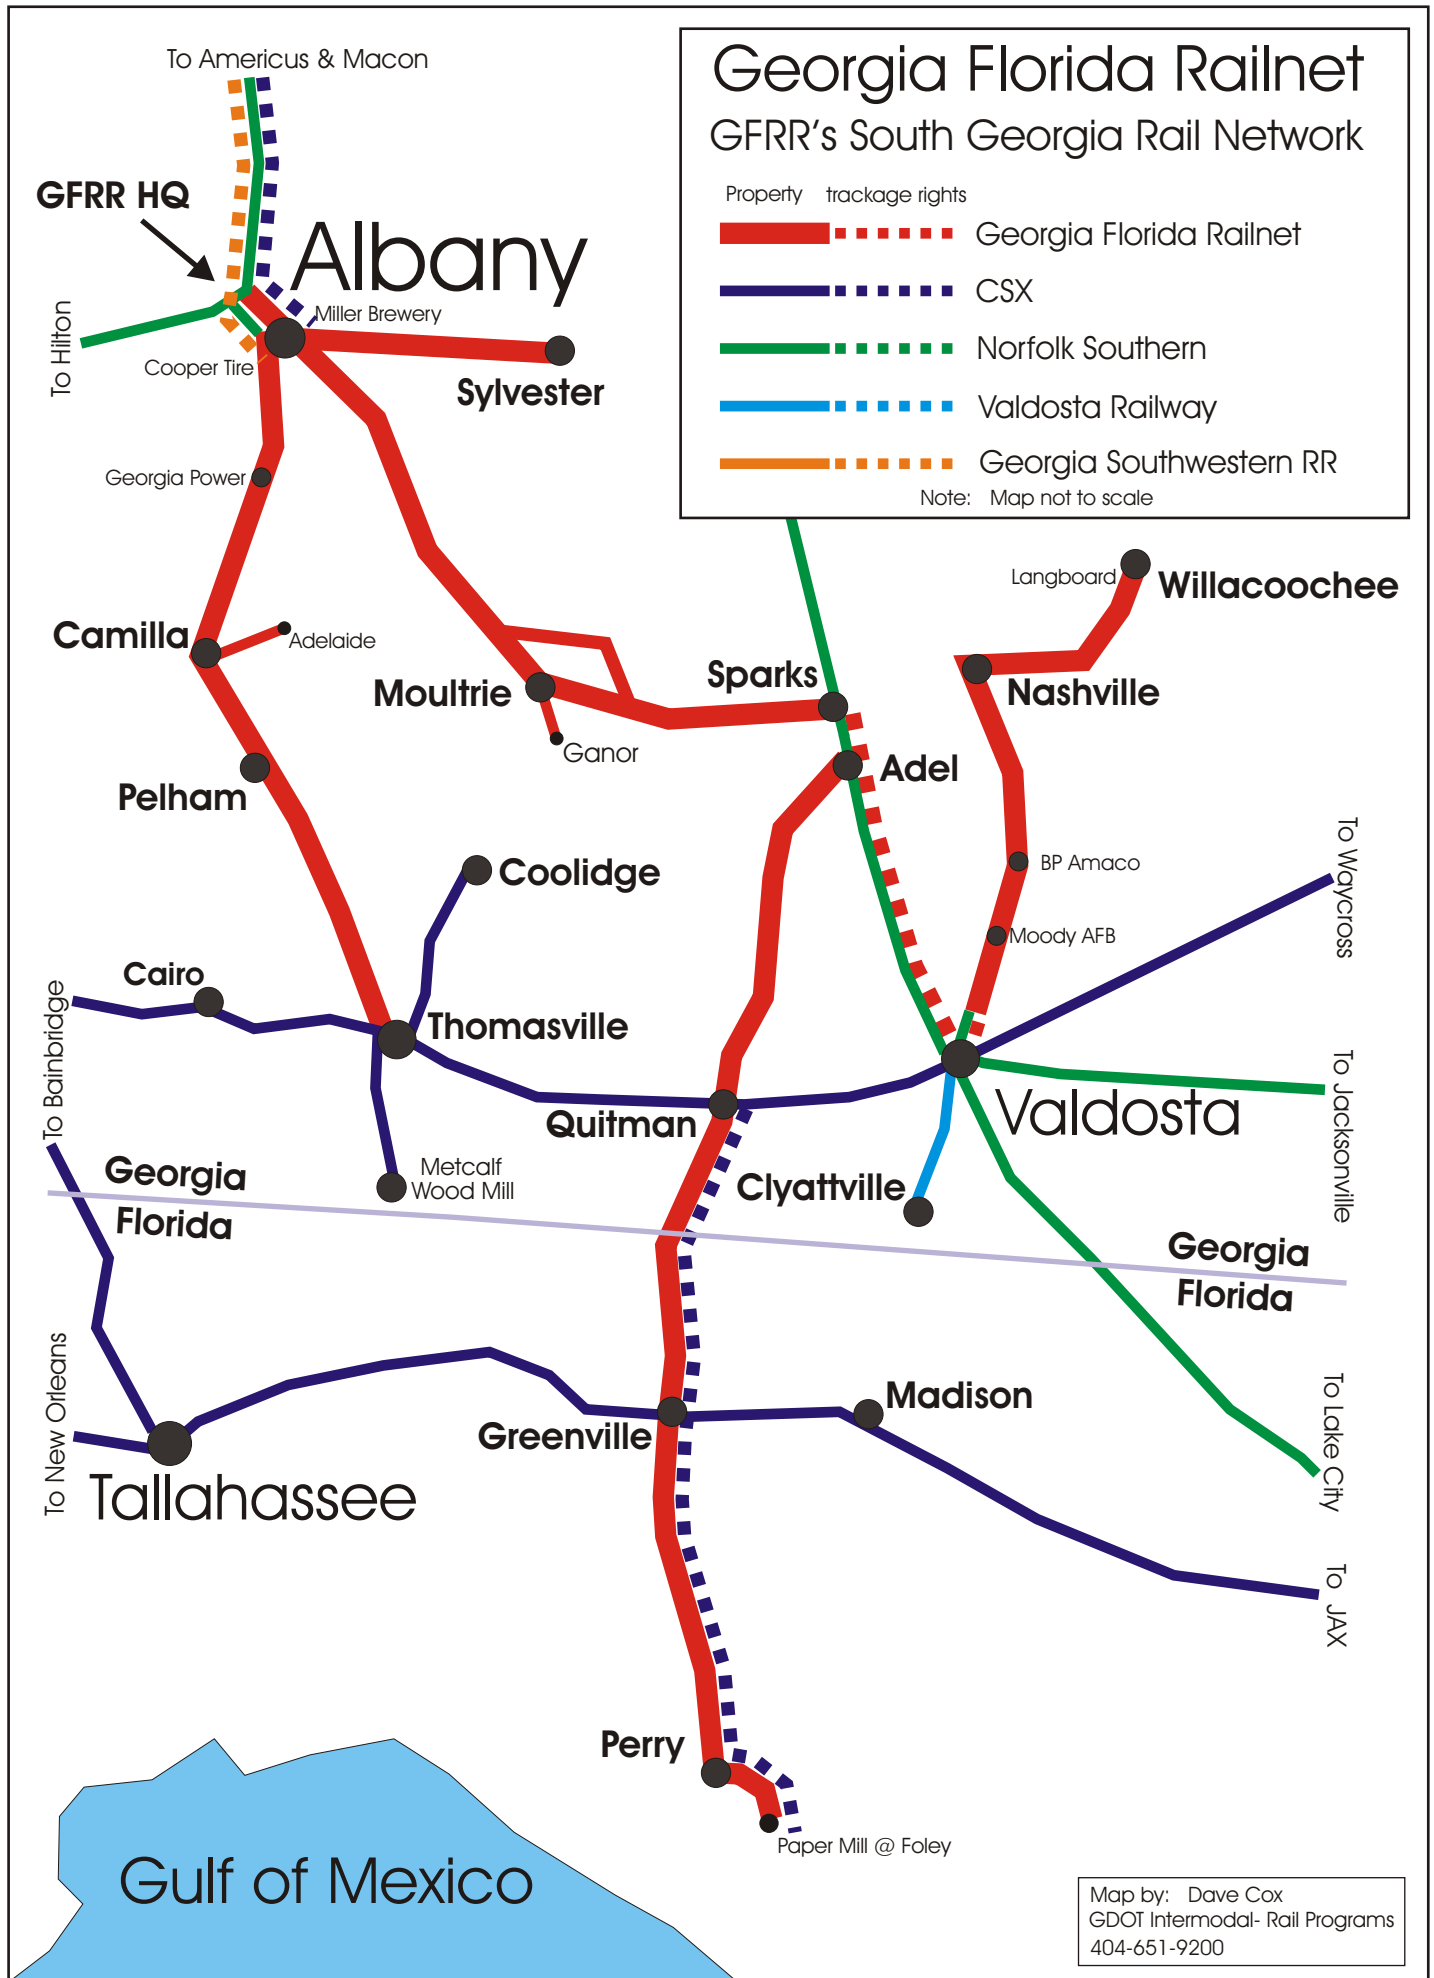 To Americus & Macon
Georgia Florida Railnet
GFRR's South Georgia Rail Network
Property trackage rights
Georgia Florida Railnet
CSX
Norfolk Southern
Valdosta Railway
Georgia Southwestern RR
Note: Map not to scale
GFRR HQ
Albany
Miller Brewery
To Hilton
Cooper Tire
Sylvester
Georgia Power
Langboard
Willacoochee
Camilla
Adelaide
Sparks
Moultrie
Nashville
Ganor
Adel
Pelham
To Waycross
BP Amaco
Coolidge
Moody AFB
Cairo
To Bainbridge
Thomasville
To Jacksonville
Valdosta
Quitman
Metcalf
Wood Mill
Clyattville
Georgia
Florida
Georgia
Florida
To New Orleans
Madison
To Lake City
Greenville
Tallahassee
To JAX
Perry
Paper Mill @ Foley
Gulf of Mexico
Map by: Dave Cox
GDOT Intermodal- Rail Programs
404-651-9200